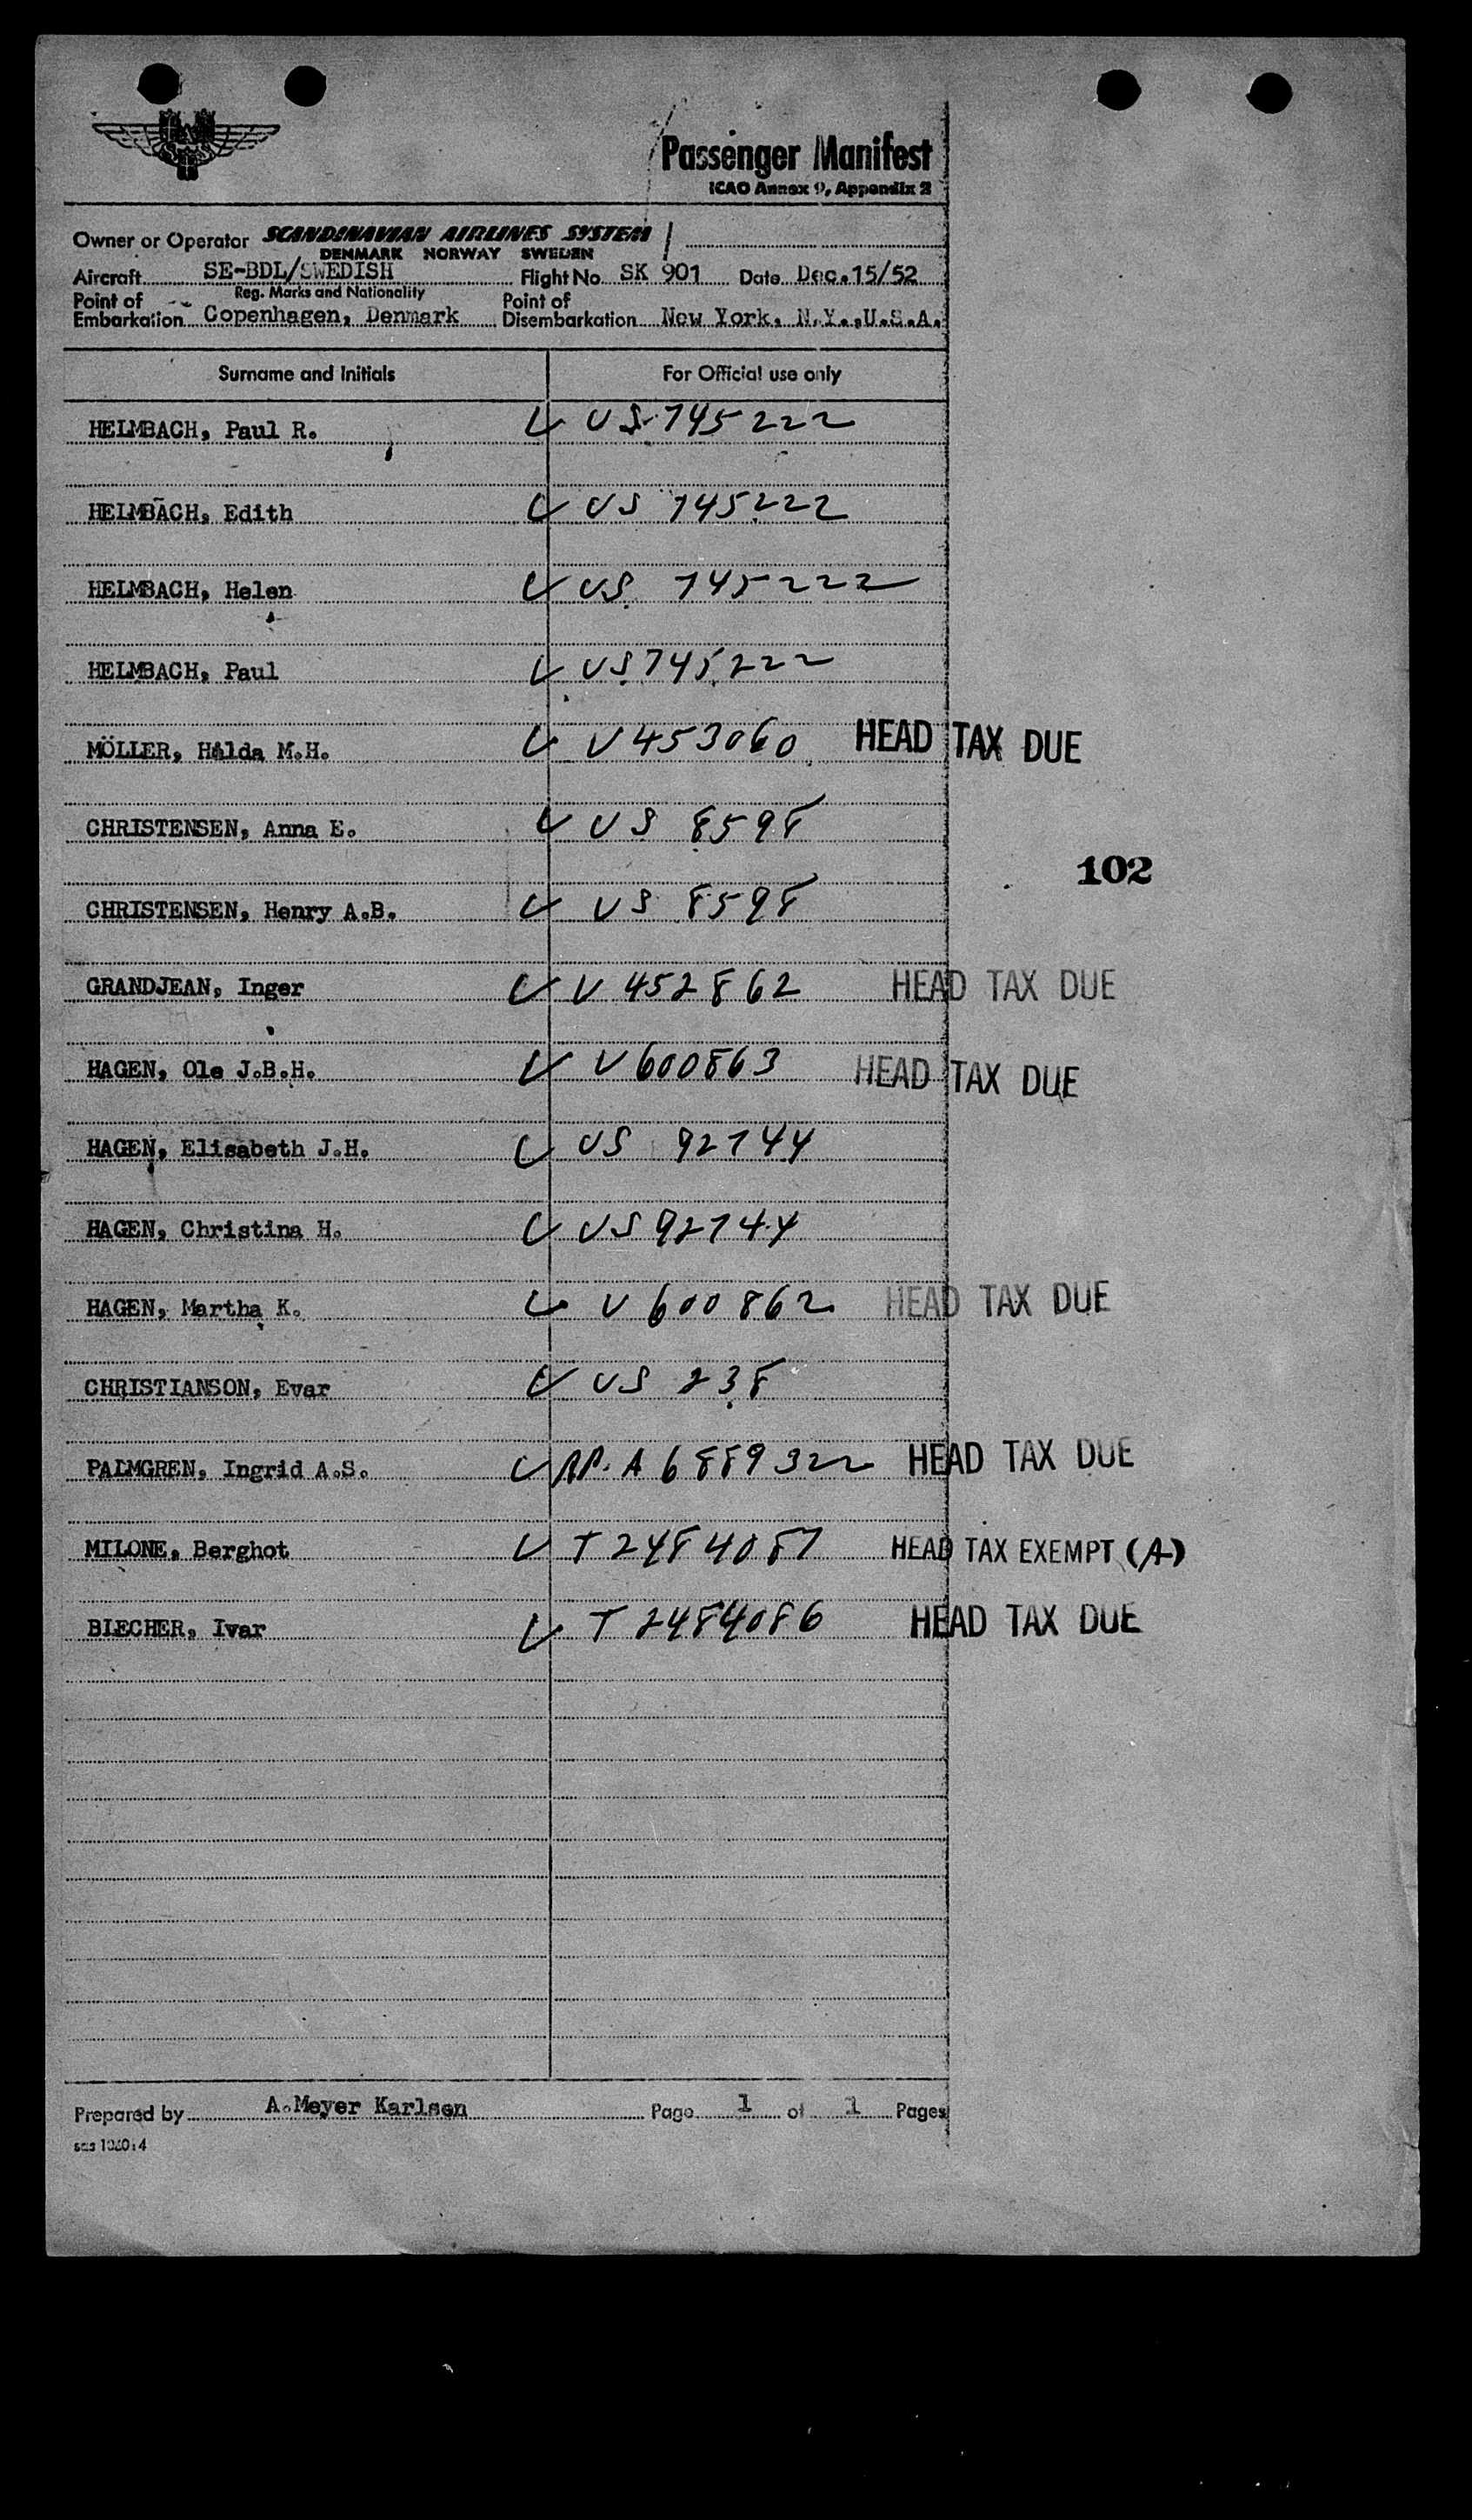 Passenger Manifest
ICAO Annex 9, Appendix 2
Owner or Operator SCANDINAVIAN AIRLINES SYSTEM
DENMARK NORWAY SWEDEN
Aircraft SE-BDL/SWEDISH Flight No. SK 901 Date Dec.15/52
Reg. Marks and Nationality
Point of Embarkation Copenhagen, Denmark Point of Disembarkation New York, N.Y.,U.S.A.
Surname and Initials For Official use only
HELMBACH, Paul R. US 745222
HELMBACH, Edith US 745222
HELMBACH, Helen US 745222
HELMBACH, Paul US 745222
MÖLLER, Hilda M.H. V 453060 HEAD TAX DUE
CHRISTENSEN, Anna E. US 8598
102
CHRISTENSEN, Henry A.B. US 8598
GRANDJEAN, Inger V 452862 HEAD TAX DUE
HAGEN, Ole J.B.H. V 600863 HEAD TAX DUE
HAGEN, Elisabeth J.H. US 92744
HAGEN, Christina H. US 92744
HAGEN, Martha K. V 600862 HEAD TAX DUE
CHRISTIANSON, Evar US 238
PALMGREN, Ingrid A.S. RP. A 6889322 HEAD TAX DUE
MILONE, Berghot T 2484087 HEAD TAX EXEMPT (A)
BLECHER, Ivar T 2484086 HEAD TAX DUE
Prepared by A.Meyer Karlsen Page 1 of 1 Pages